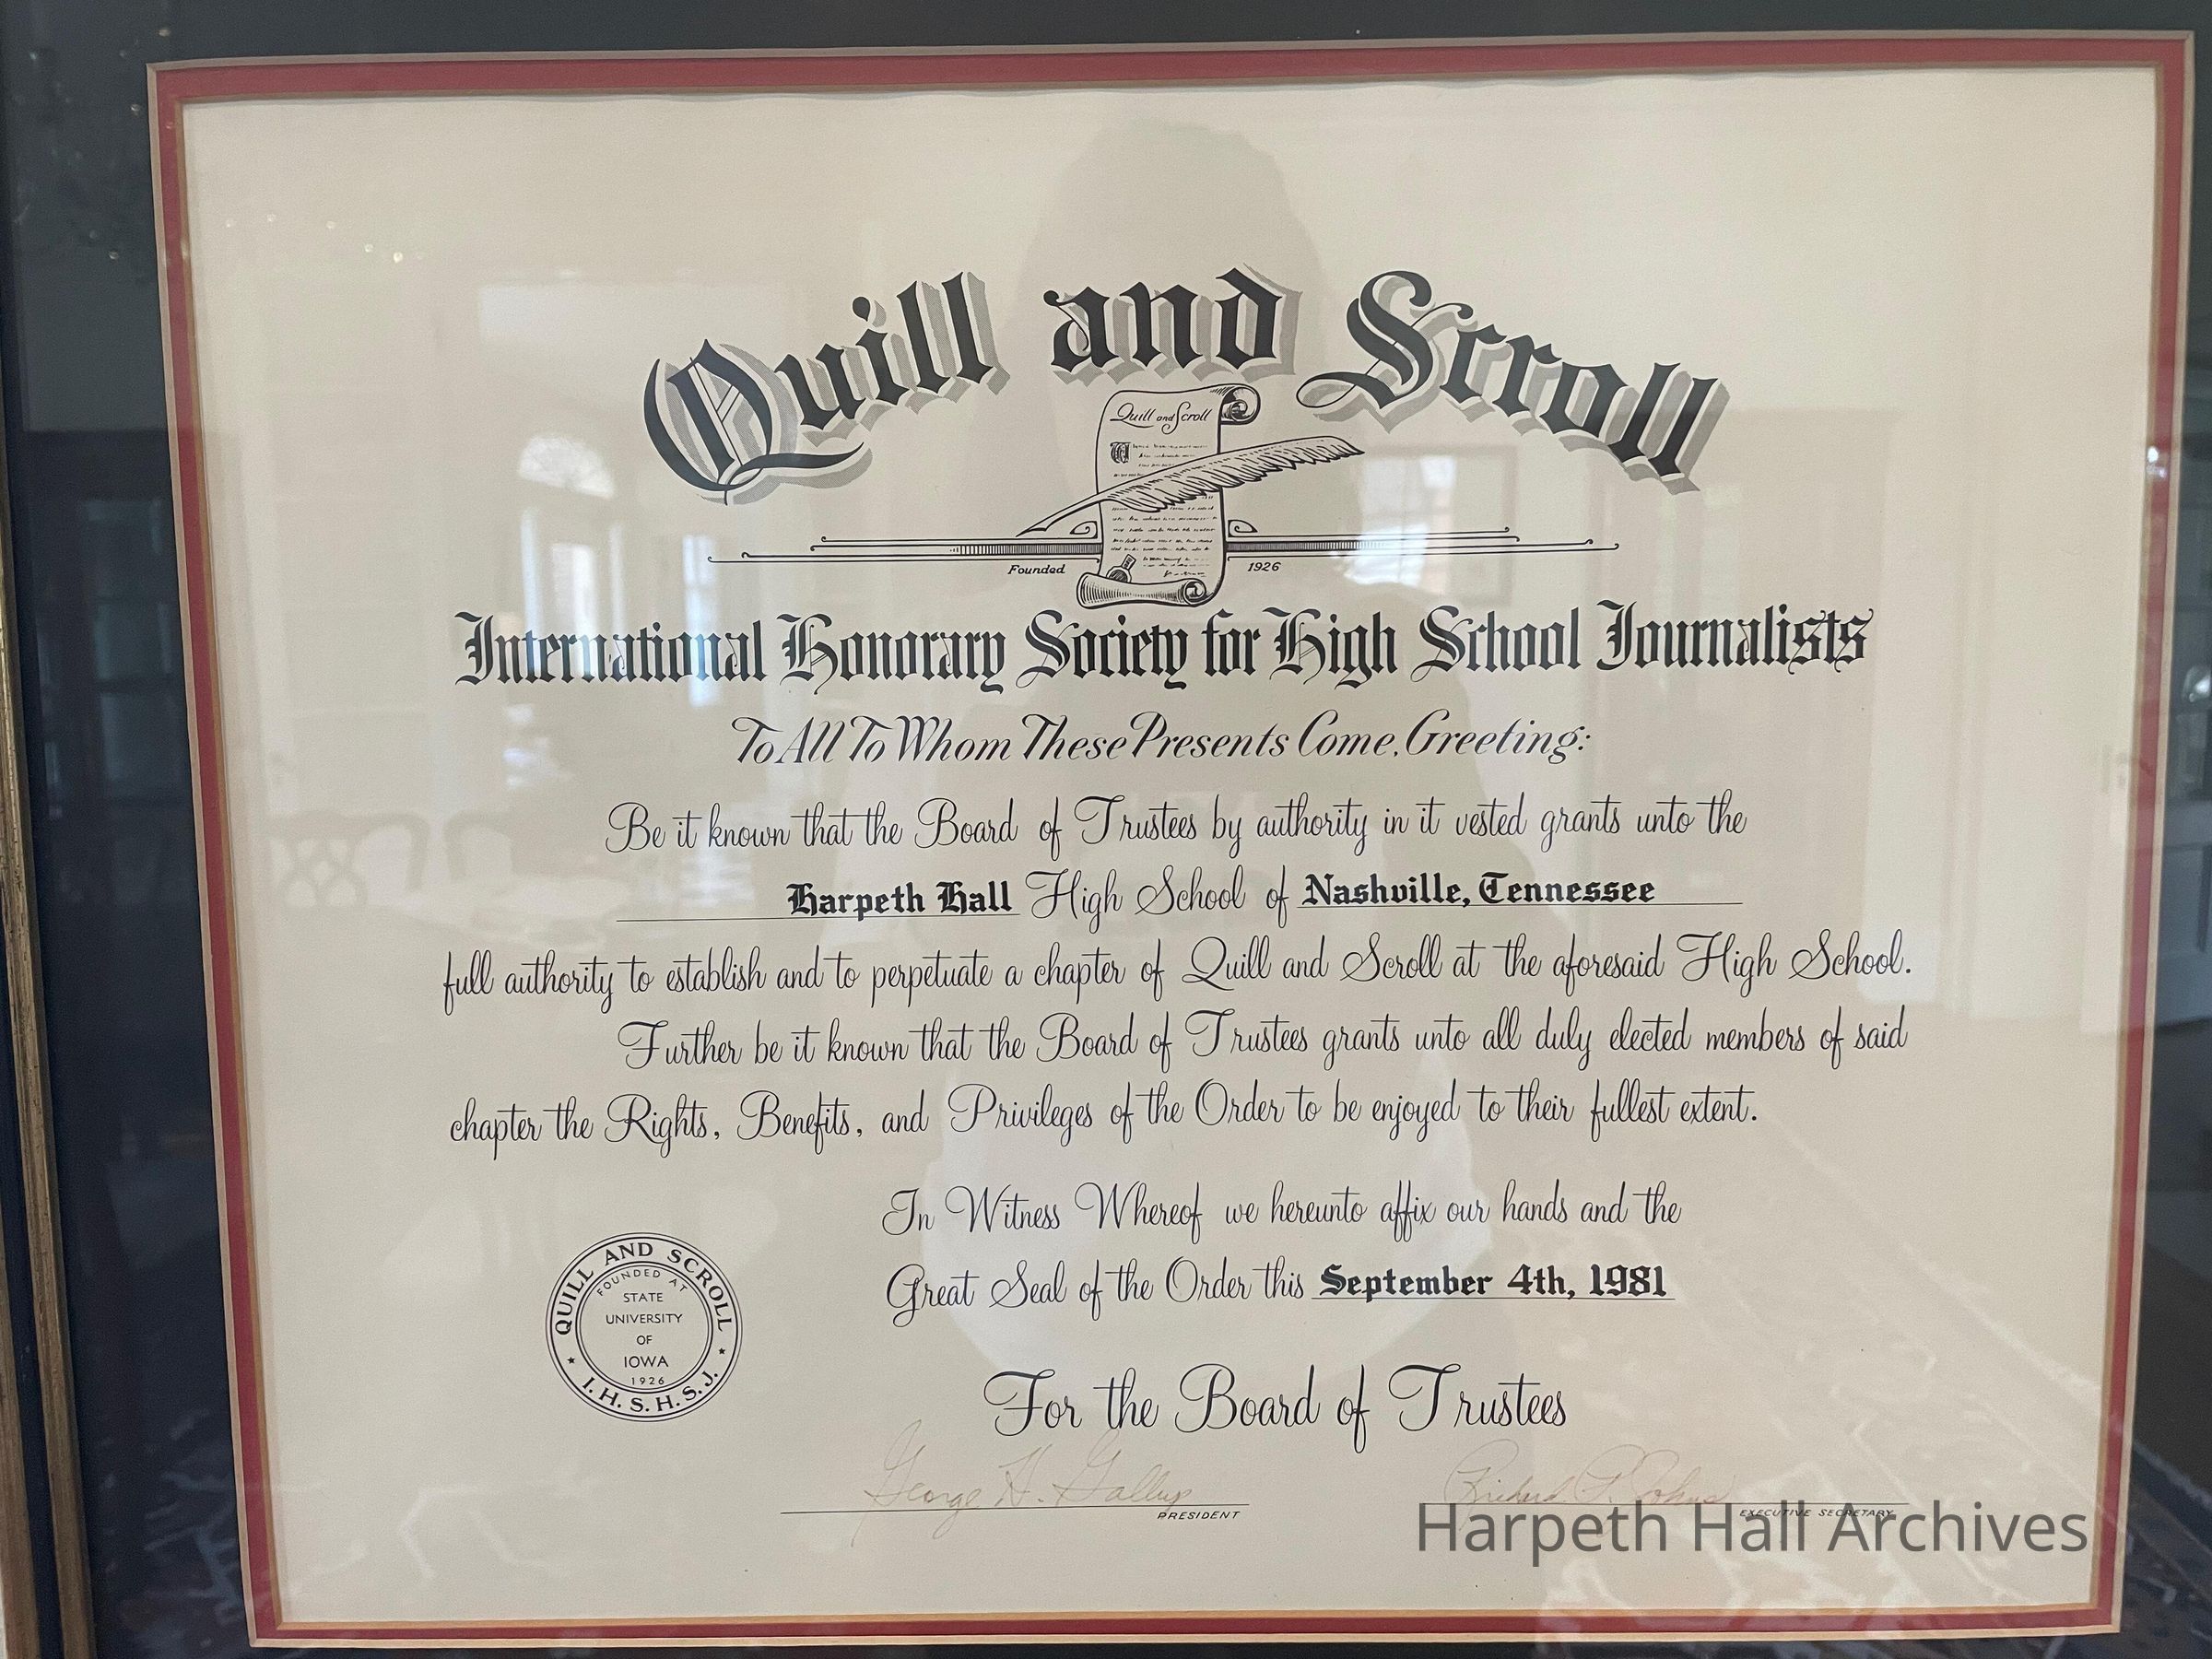 Quill and Scroll
Quill and Scroll
Founded 1926
International Honorary Society for High School Journalists
To All To Whom These Presents Come, Greeting:
Be it known that the Board of Trustees by authority in it vested grants unto the
Harpeth Hall High School of Nashville, Tennessee
full authority to establish and to perpetuate a chapter of Quill and Scroll at the aforesaid High School.
Further be it known that the Board of Trustees grants unto all duly elected members of said
chapter the Rights, Benefits, and Privileges of the Order to be enjoyed to their fullest extent.
In Witness Whereof we hereunto affix our hands and the
Great Seal of the Order this September 4th, 1981
QUILL AND SCROLL
FOUNDED AT
STATE
UNIVERSITY
OF
IOWA
1926
I. H. S. H. S. J.
For the Board of Trustees
George H. Gallup
PRESIDENT
Richard P. Johns
EXECUTIVE SECRETARY
Harpeth Hall Archives